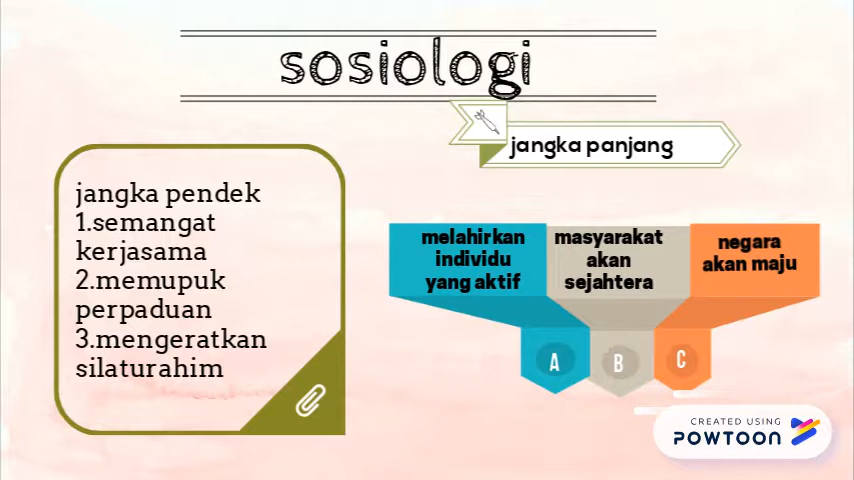 sosiologi
jangka panjang
jangka pendek
1.semangat
kerjasama
2.memupuk
perpaduan
3.mengeratkan
silaturahim
melahirkan
individu
yang aktif
masyarakat
akan
sejahtera
negara
akan maju
A
B
C
CREATED USING
POWTOON